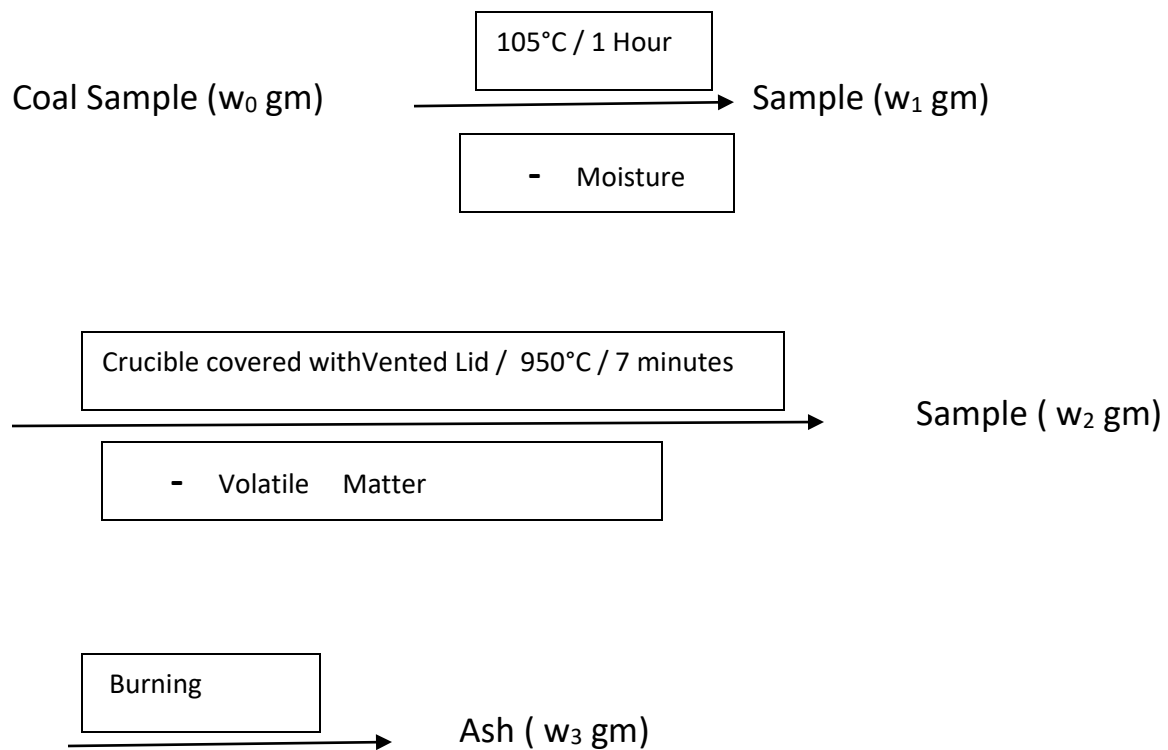 105°C / 1 Hour
Coal Sample (w₀ gm) Sample (w₁ gm)
- Moisture
Crucible covered withVented Lid / 950°C / 7 minutes
Sample ( w₂ gm)
- Volatile Matter
Burning
Ash ( w₃ gm)